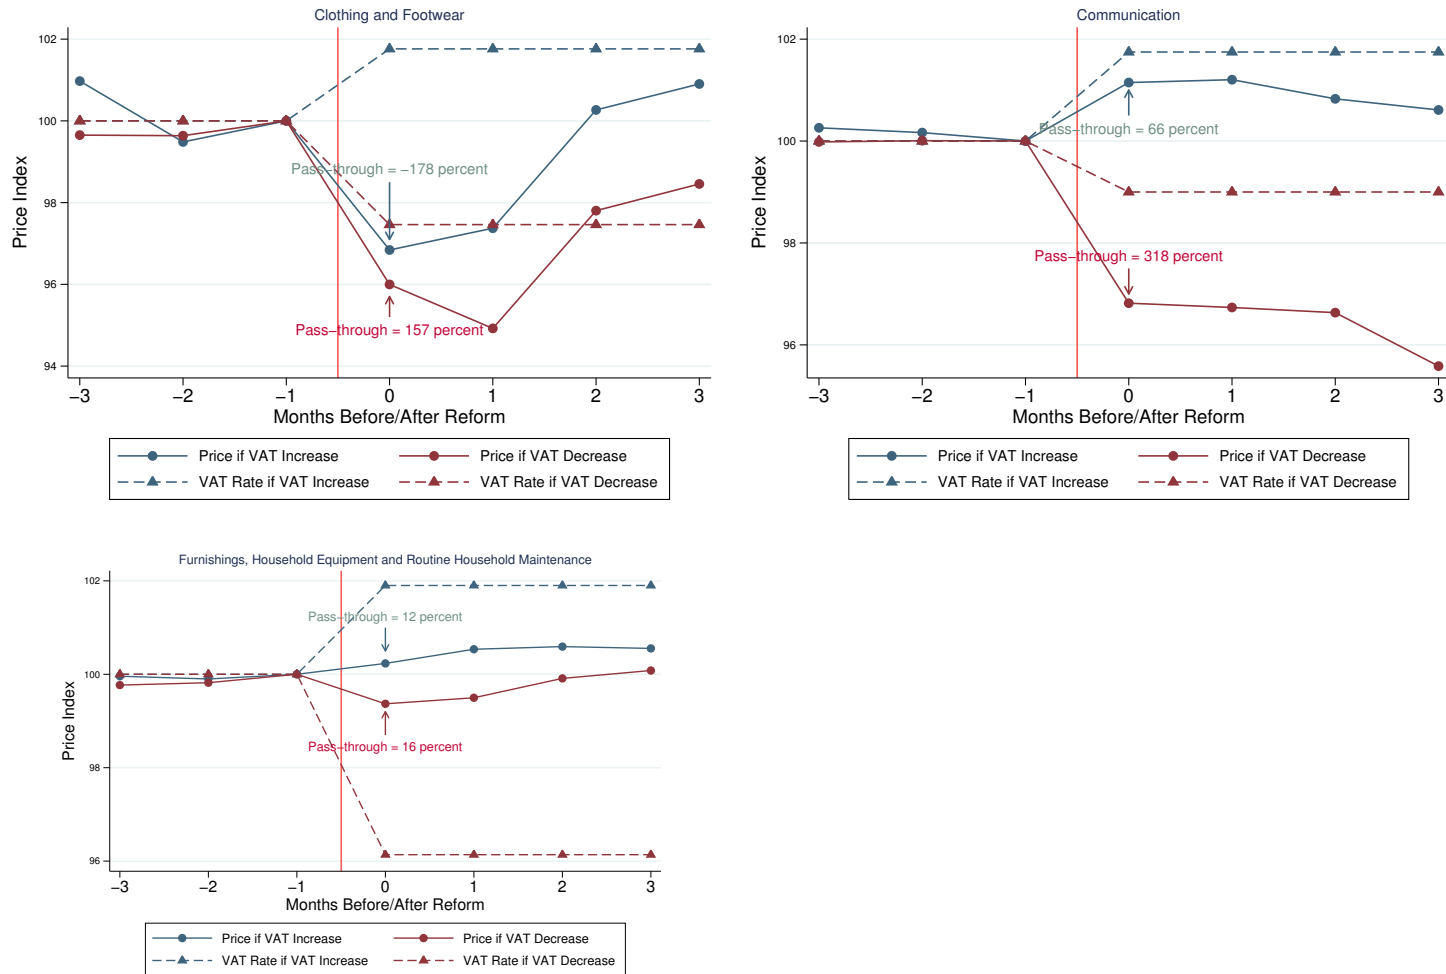 Clothing and Footwear
102
100
98
96
94
Price Index
Pass−through = −178 percent
Pass−through = 157 percent
−3 −2 −1 0 1 2 3
Months Before/After Reform
Price if VAT Increase Price if VAT Decrease
VAT Rate if VAT Increase VAT Rate if VAT Decrease
Communication
102
100
98
96
Price Index
Pass−through = 66 percent
Pass−through = 318 percent
−3 −2 −1 0 1 2 3
Months Before/After Reform
Price if VAT Increase Price if VAT Decrease
VAT Rate if VAT Increase VAT Rate if VAT Decrease
Furnishings, Household Equipment and Routine Household Maintenance
102
100
98
96
Price Index
Pass−through = 12 percent
Pass−through = 16 percent
−3 −2 −1 0 1 2 3
Months Before/After Reform
Price if VAT Increase Price if VAT Decrease
VAT Rate if VAT Increase VAT Rate if VAT Decrease